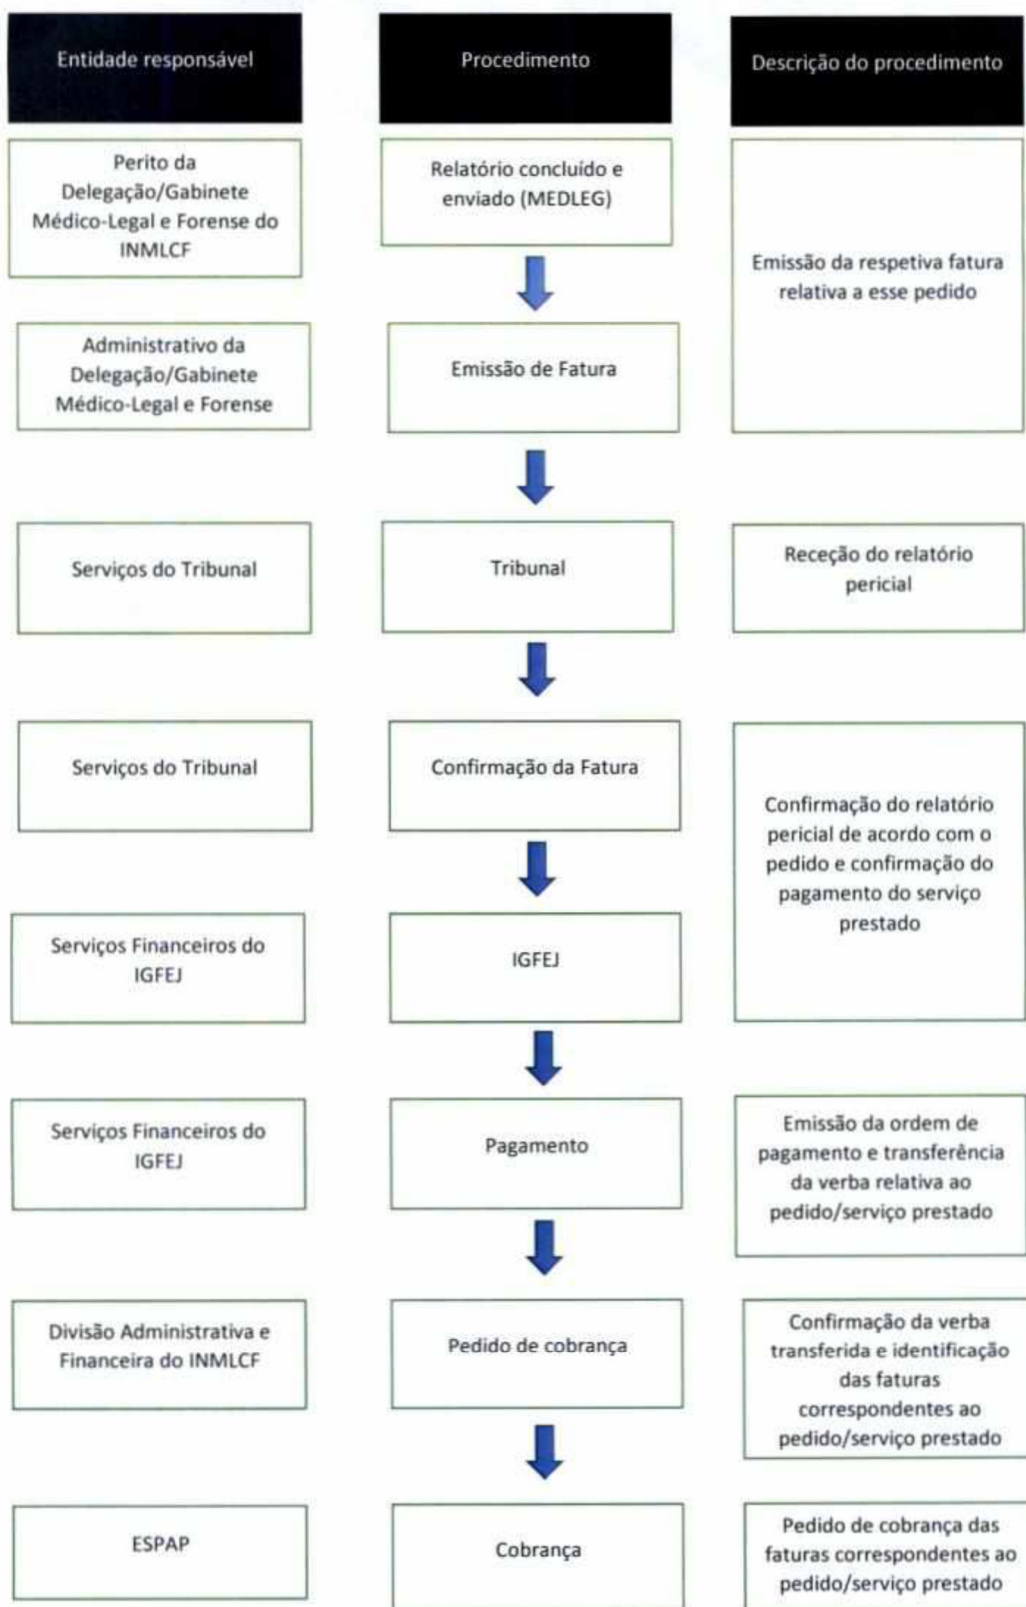 Entidade responsável
Procedimento
Descrição do procedimento
Perito da
Delegação/Gabinete
Médico-Legal e Forense do
INMLCF
Relatório concluído e
enviado (MEDLEG)
Emissão da respetiva fatura
relativa a esse pedido
Administrativo da
Delegação/Gabinete
Médico-Legal e Forense
Emissão de Fatura
Serviços do Tribunal
Tribunal
Receção do relatório
pericial
Serviços do Tribunal
Confirmação da Fatura
Confirmação do relatório
pericial de acordo com o
pedido e confirmação do
pagamento do serviço
prestado
Serviços Financeiros do
IGFEJ
IGFEJ
Serviços Financeiros do
IGFEJ
Pagamento
Emissão da ordem de
pagamento e transferência
da verba relativa ao
pedido/serviço prestado
Divisão Administrativa e
Financeira do INMLCF
Pedido de cobrança
Confirmação da verba
transferida e identificação
das faturas
correspondentes ao
pedido/serviço prestado
ESPAP
Cobrança
Pedido de cobrança das
faturas correspondentes ao
pedido/serviço prestado